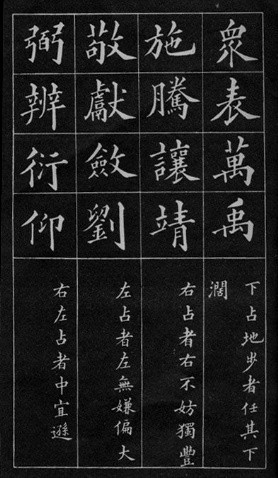 衆表萬禹
下占地步者任其下
闊
施騰讓靖
右占者右不妨獨豐
敬獻斂劉
左占者左無嫌偏大
弼辨衍仰
右左占者中宜遜